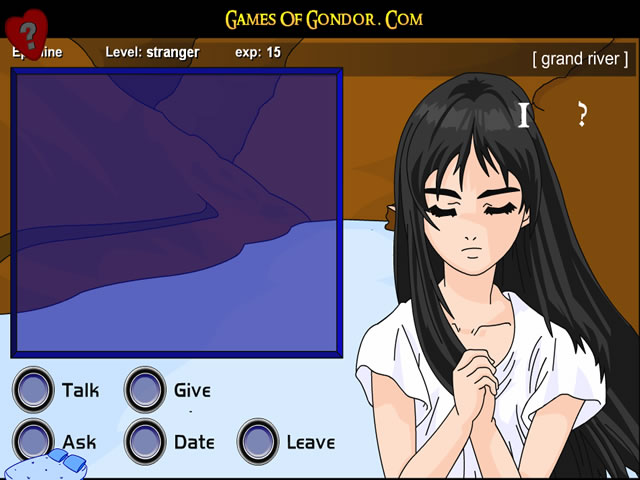 Games Of Gondor.Com
?
Level: stranger exp: 15
[ grand river ]
I ?
Talk Give
Ask Date Leave